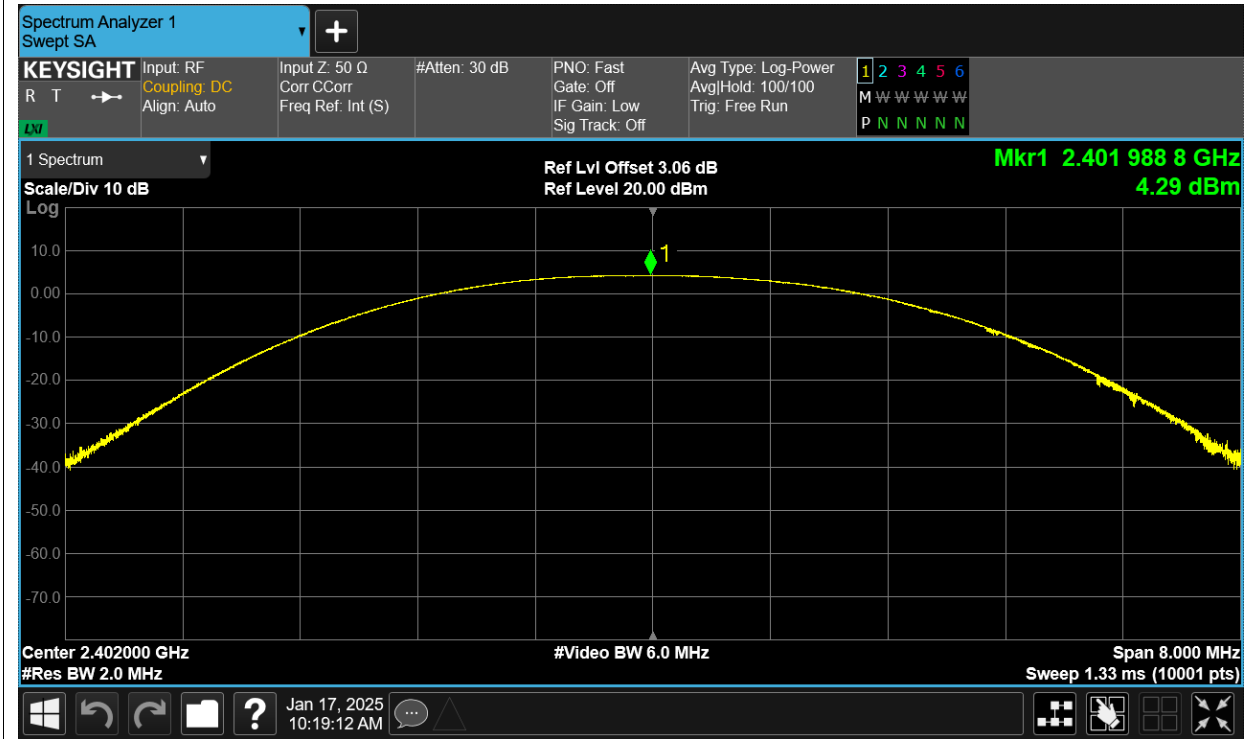 Spectrum Analyzer 1
Swept SA
KEYSIGHT
R T
LXI
Input: RF
Coupling: DC
Align: Auto
Input Z: 50 Ω
Corr CCorr
Freq Ref: Int (S)
#Atten: 30 dB
PNO: Fast
Gate: Off
IF Gain: Low
Sig Track: Off
Avg Type: Log-Power
Avg|Hold: 100/100
Trig: Free Run
1 2 3 4 5 6
M W W W W W
P N N N N N
1 Spectrum
Scale/Div 10 dB
Log
Ref Lvl Offset 3.06 dB
Ref Level 20.00 dBm
Mkr1 2.401 988 8 GHz
4.29 dBm
1
10.0
0.00
-10.0
-20.0
-30.0
-40.0
-50.0
-60.0
-70.0
Center 2.402000 GHz
#Res BW 2.0 MHz
#Video BW 6.0 MHz
Span 8.000 MHz
Sweep 1.33 ms (10001 pts)
?
Jan 17, 2025
10:19:12 AM